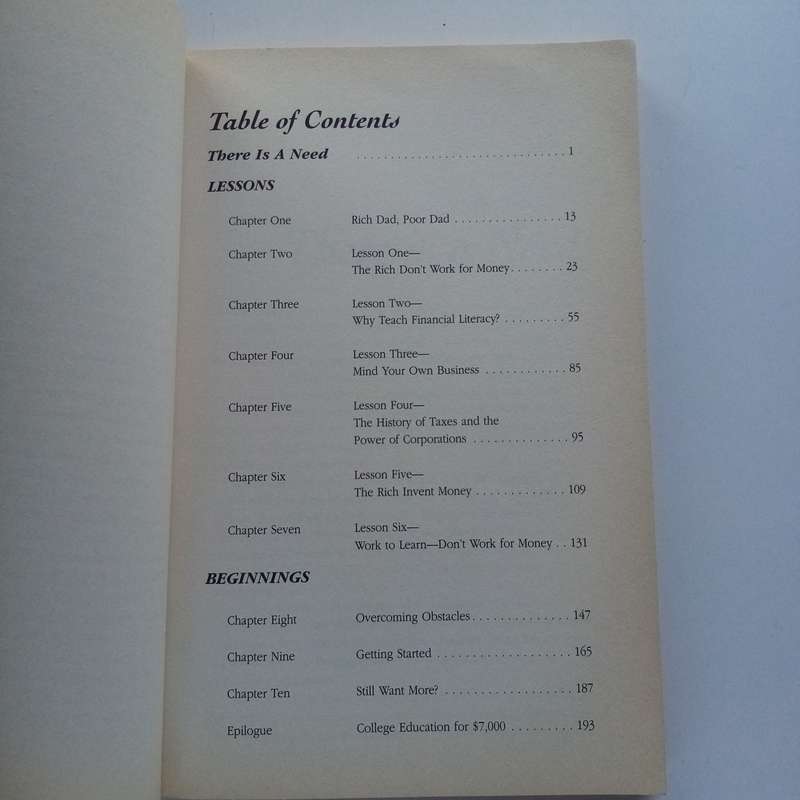 Table of Contents
There Is A Need . . . . . . . . . . . . . . . . . . . . . . . . . . . . . . . 1
LESSONS
Chapter One Rich Dad, Poor Dad . . . . . . . . . . . . . . . . 13
Chapter Two Lesson One—
The Rich Don't Work for Money. . . . . . . . 23
Chapter Three Lesson Two—
Why Teach Financial Literacy? . . . . . . . . . 55
Chapter Four Lesson Three—
Mind Your Own Business . . . . . . . . . . . . 85
Chapter Five Lesson Four—
The History of Taxes and the
Power of Corporations . . . . . . . . . . . . . . 95
Chapter Six Lesson Five—
The Rich Invent Money . . . . . . . . . . . . . 109
Chapter Seven Lesson Six—
Work to Learn—Don't Work for Money . . 131
BEGINNINGS
Chapter Eight Overcoming Obstacles . . . . . . . . . . . . . . 147
Chapter Nine Getting Started . . . . . . . . . . . . . . . . . . . 165
Chapter Ten Still Want More? . . . . . . . . . . . . . . . . . . 187
Epilogue College Education for $7,000 . . . . . . . . . 193